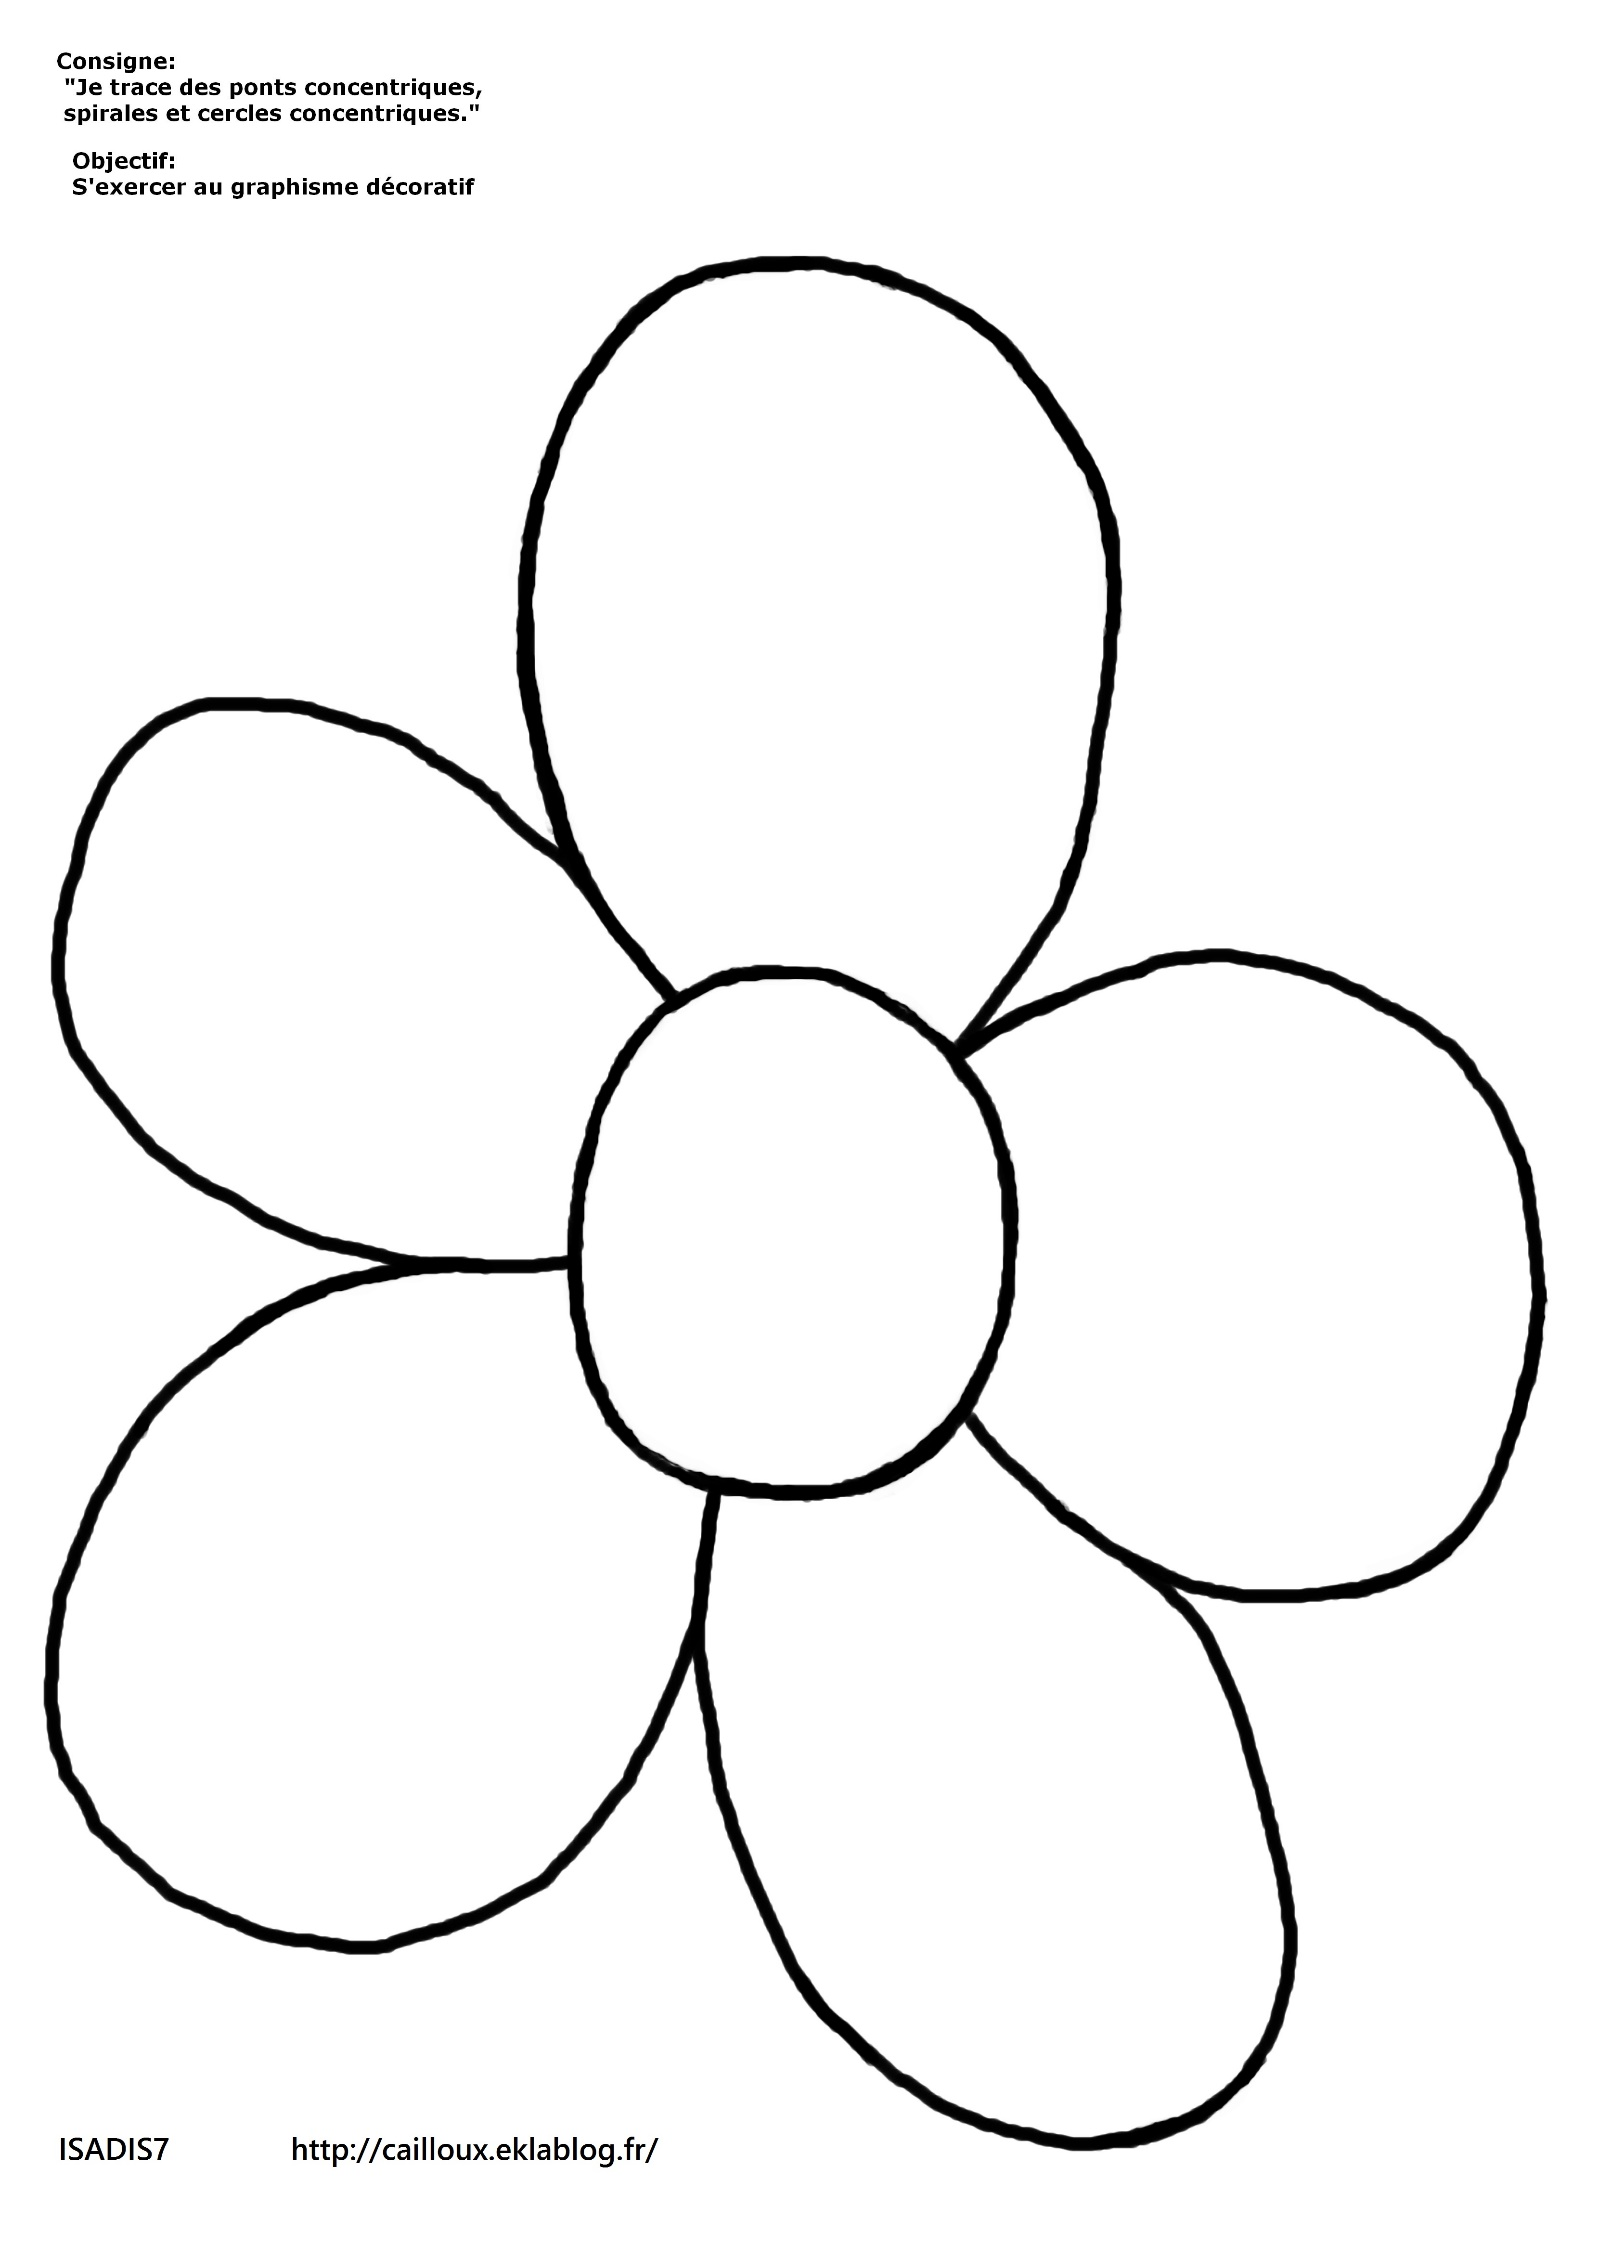 Consigne:
"Je trace des ponts concentriques,
spirales et cercles concentriques."
Objectif:
S'exercer au graphisme décoratif
ISADIS7 http://cailloux.eklablog.fr/